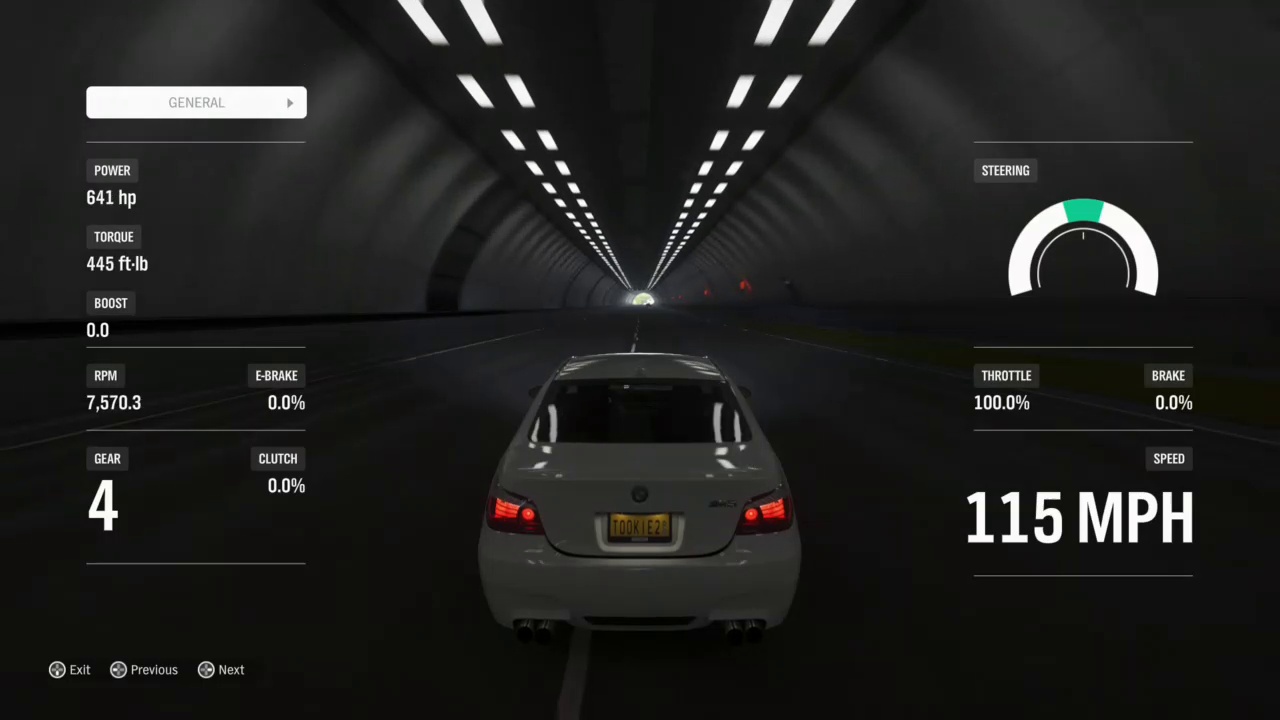 GENERAL
POWER
641 hp
TORQUE
445 ft·lb
BOOST
0.0
RPM
E-BRAKE
7,570.3
0.0%
GEAR
CLUTCH
4
0.0%
STEERING
THROTTLE
BRAKE
100.0%
0.0%
SPEED
115 MPH
TOOKIE2
Exit
Previous
Next